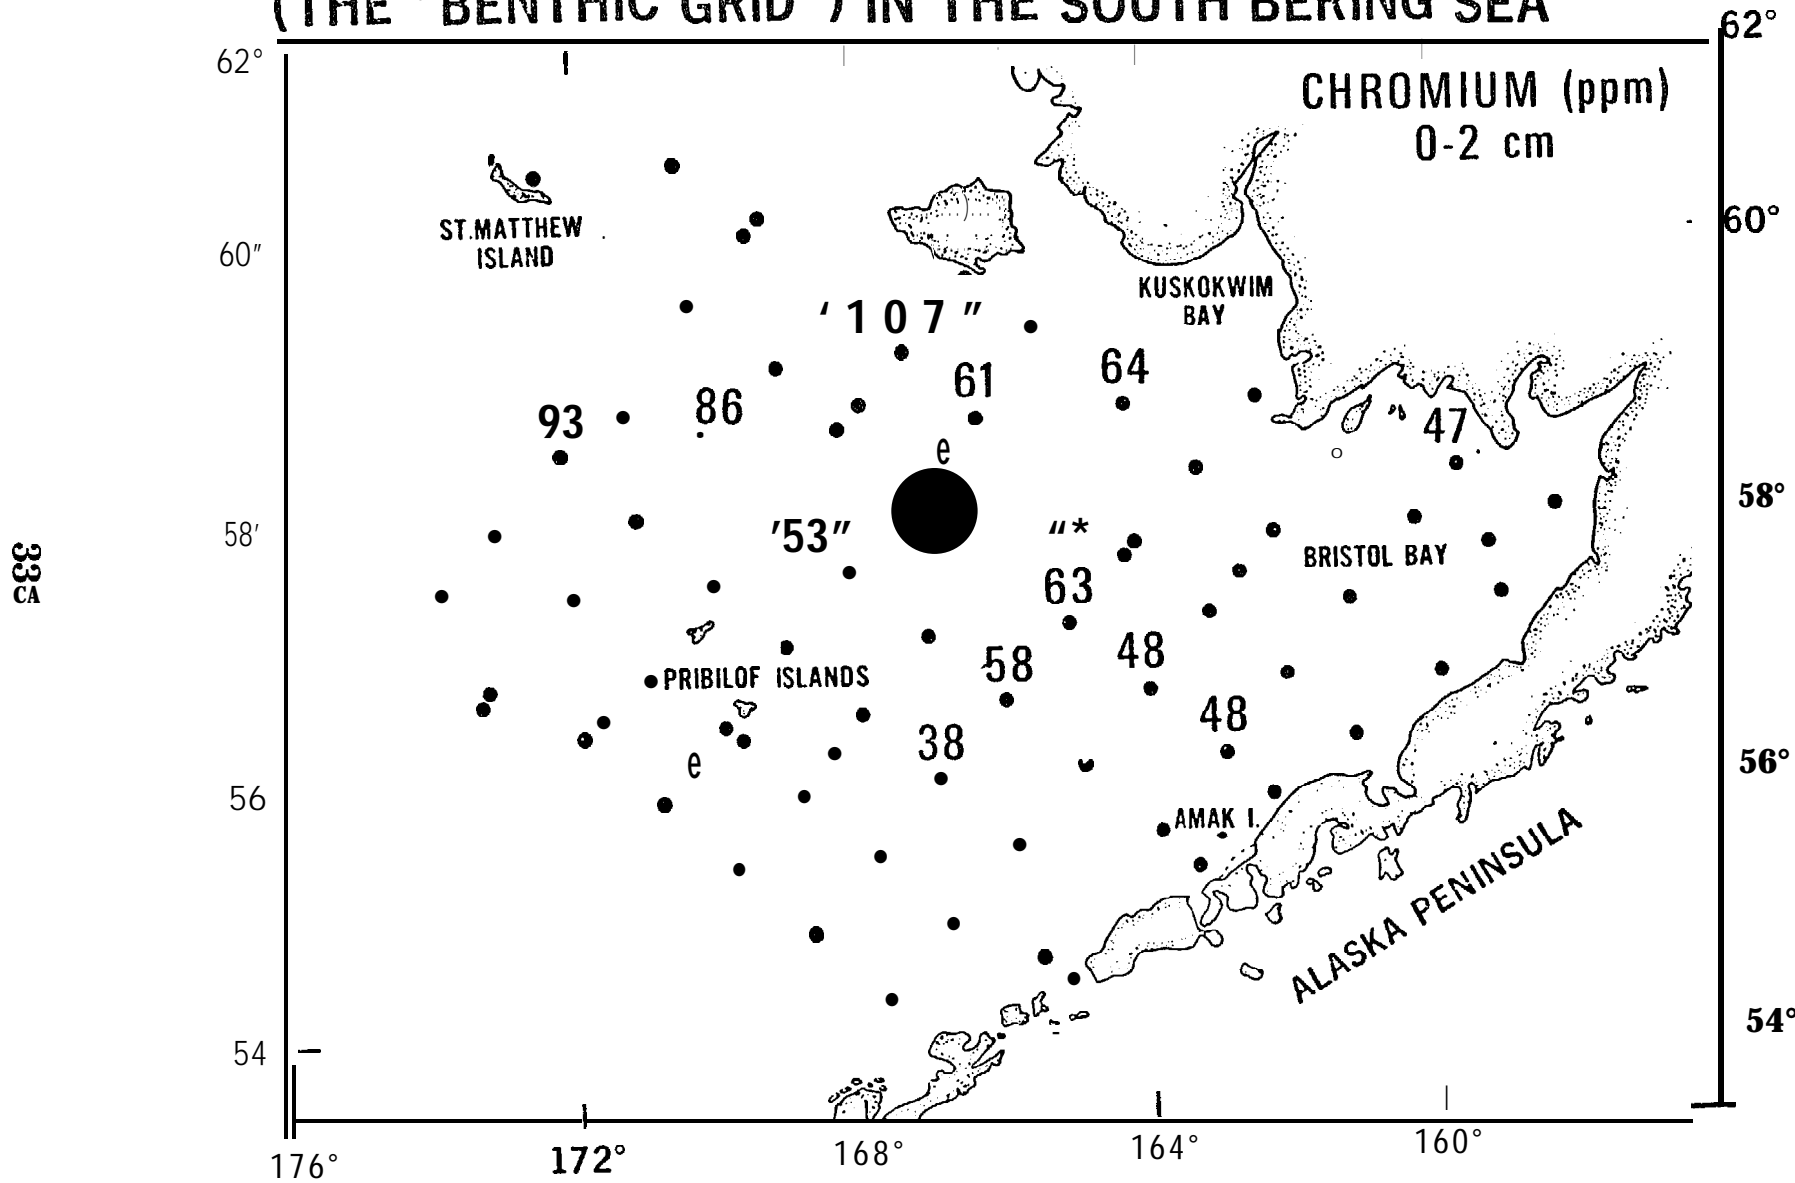 (THE "BENTHIC GRID") IN THE SOUTH BERING SEA
62°
62°
CHROMIUM (ppm)
0-2 cm
ST. MATTHEW
ISLAND
60″
60°
KUSKOKWIM
BAY
‘107”
61
64
93
86
47
e
58′
58°
’53”
“*
BRISTOL BAY
63
33CA
58
48
PRIBILOF ISLANDS
48
38
e
56
56°
AMAK I.
ALASKA PENINSULA
54
54°
176°
172°
168°
164°
160°